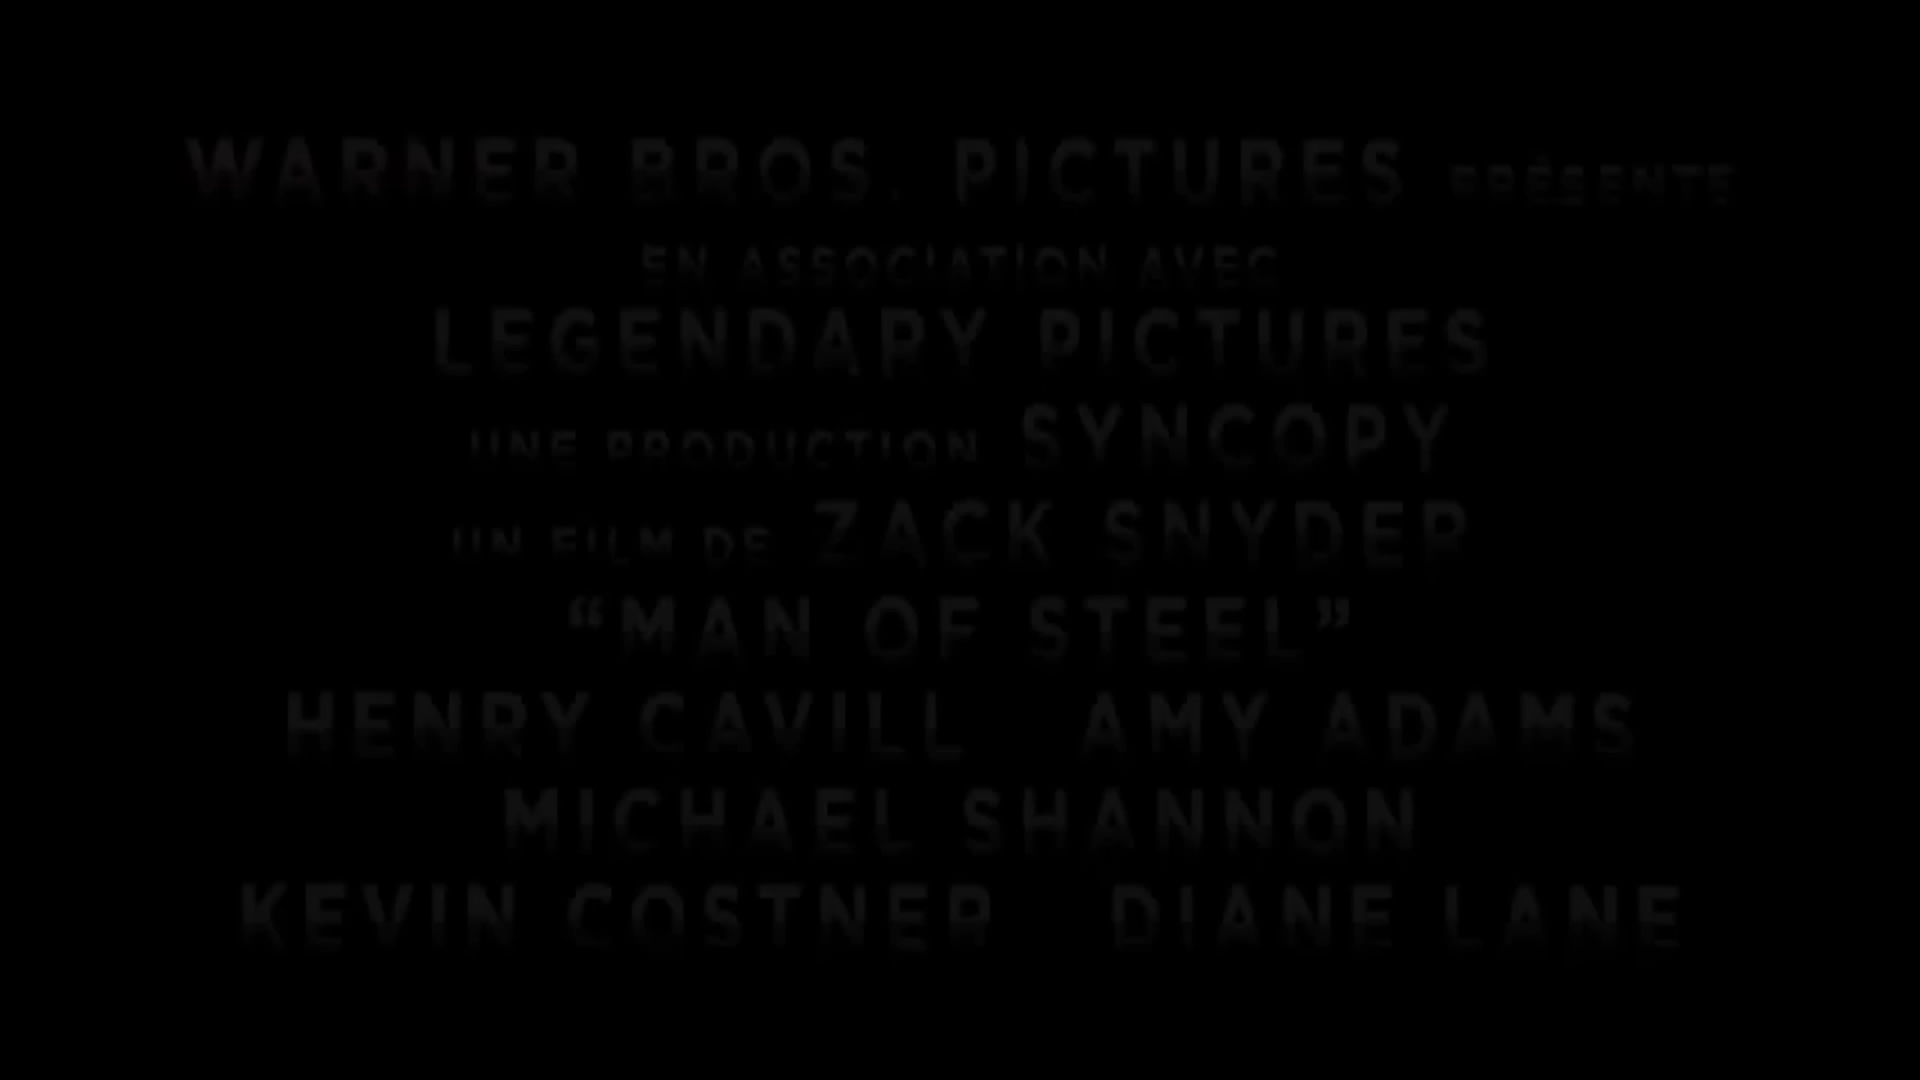 WARNER BROS. PICTURES PRÉSENTE
EN ASSOCIATION AVEC
LEGENDARY PICTURES
UNE PRODUCTION SYNCOPY
UN FILM DE ZACK SNYDER
“MAN OF STEEL”
HENRY CAVILL AMY ADAMS
MICHAEL SHANNON
KEVIN COSTNER DIANE LANE